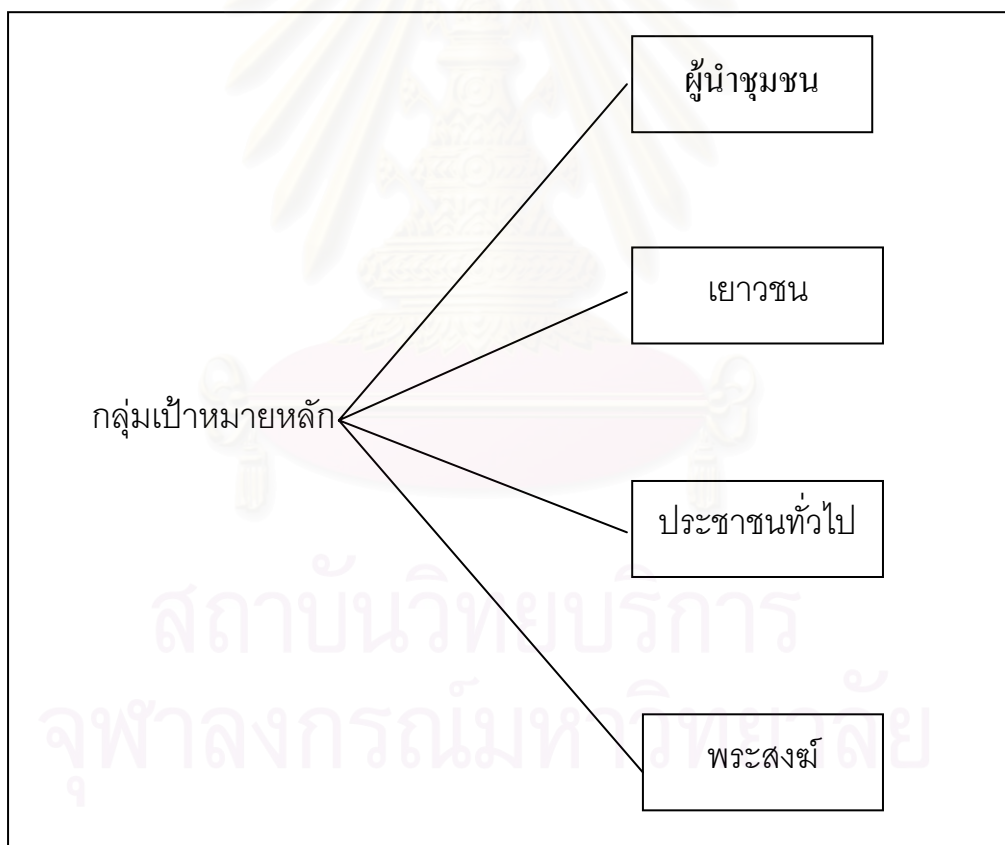 ผู้นำชุมชน
เยาวชน
กลุ่มเป้าหมายหลัก
ประชาชนทั่วไป
พระสงฆ์
สถาบันวิทยบริการ
จุฬาลงกรณ์มหาวิทยาลัย